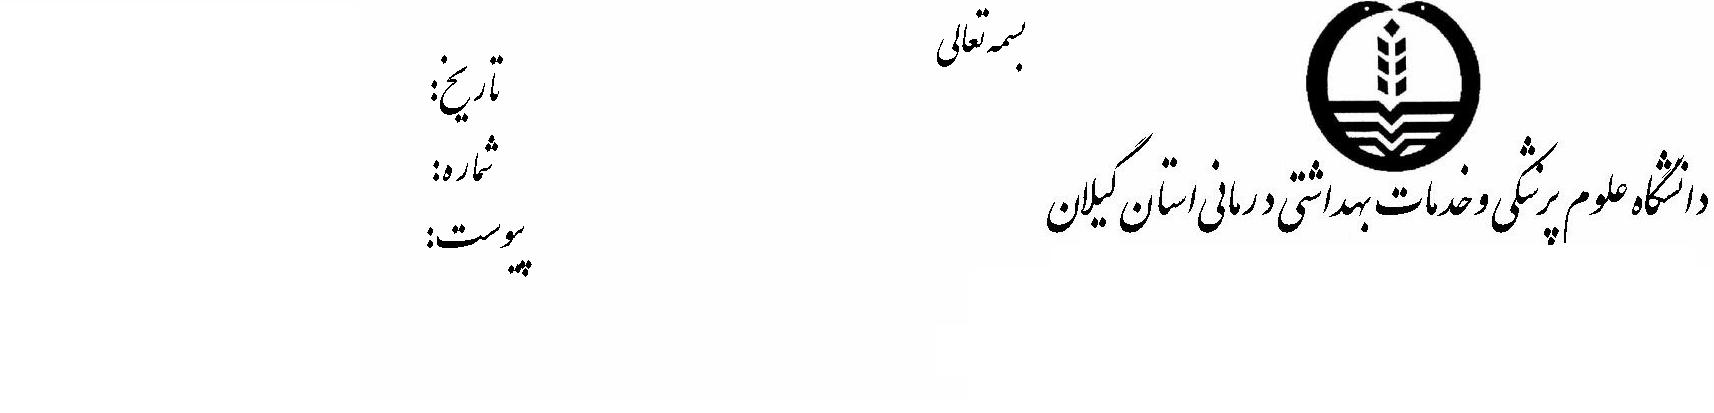 بسمه تعالی
دانشگاه علوم پزشکی و خدمات بهداشتی درمانی استان گیلان
تاریخ:
شماره:
پیوست: